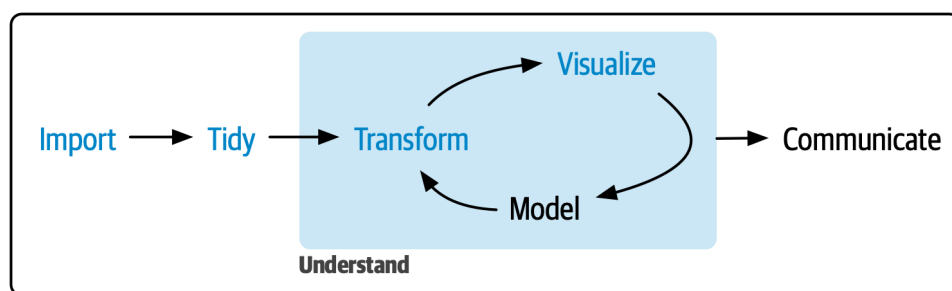 Visualize
Import Tidy Transform Communicate
Model
Understand